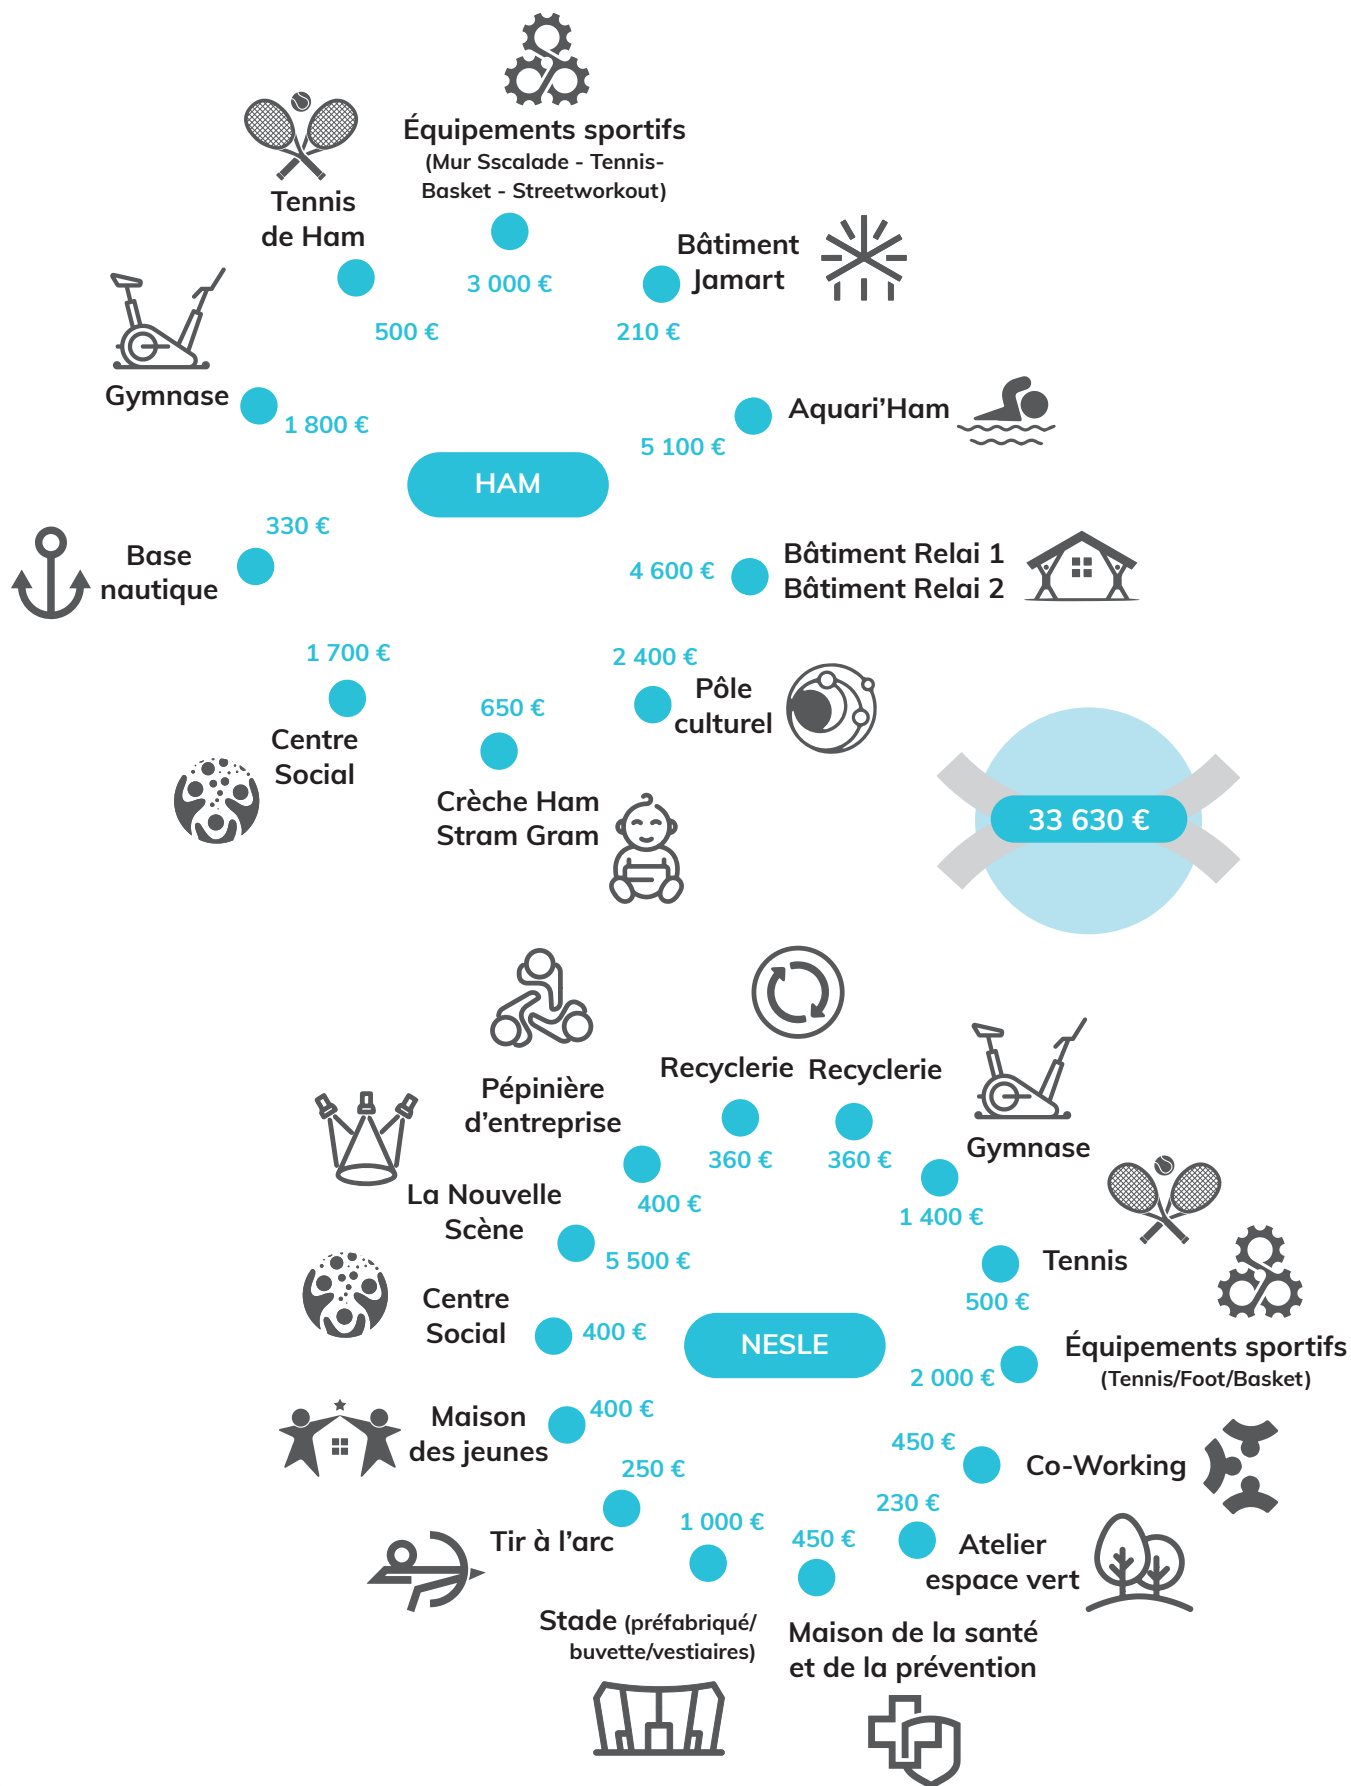 Équipements sportifs
(Mur Sscalade - Tennis-
Basket - Streetworkout)
3 000 €
Tennis
de Ham
500 €
Bâtiment
Jamart
210 €
Gymnase
1 800 €
Aquari’Ham
5 100 €
HAM
330 €
Base
nautique
4 600 €
Bâtiment Relai 1
Bâtiment Relai 2
1 700 €
Centre
Social
650 €
Crèche Ham
Stram Gram
2 400 €
Pôle
culturel
33 630 €
Pépinière
d’entreprise
400 €
Recyclerie
360 €
Recyclerie
360 €
Gymnase
1 400 €
La Nouvelle
Scène
5 500 €
Tennis
500 €
Centre
Social
400 €
NESLE
Équipements sportifs
(Tennis/Foot/Basket)
2 000 €
Maison
des jeunes
400 €
450 €
Co-Working
250 €
Tir à l’arc
230 €
Atelier
espace vert
1 000 €
Stade (préfabriqué/
buvette/vestiaires)
450 €
Maison de la santé
et de la prévention